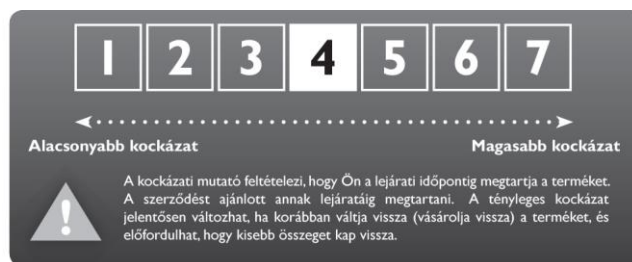 1 2 3 4 5 6 7
Alacsonyabb kockázat Magasabb kockázat
A kockázati mutató feltételezi, hogy Ön a lejárati időpontig megtartja a terméket.
A szerződést ajánlott annak lejáratáig megtartani. A tényleges kockázat
jelentősen változhat, ha korábban váltja vissza (vásárolja vissza) a terméket, és
előfordulhat, hogy kisebb összeget kap vissza.